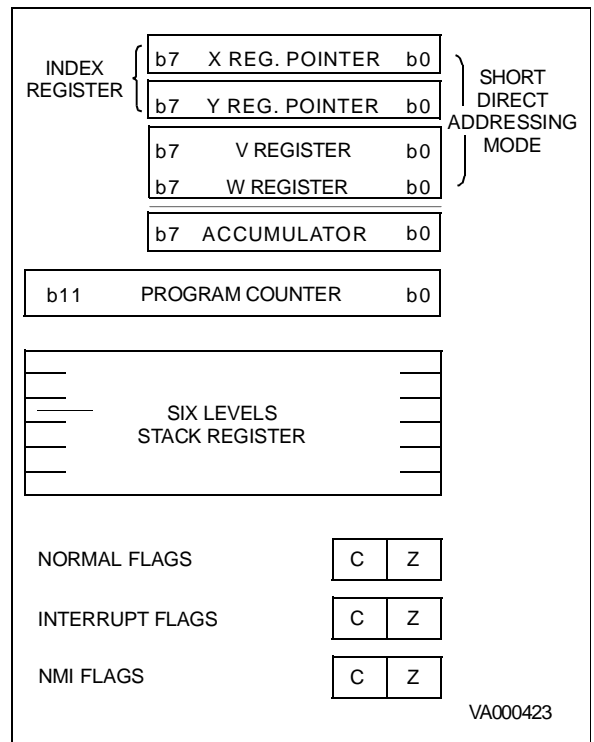 INDEX
REGISTER
b7 X REG. POINTER b0
b7 Y REG. POINTER b0
SHORT
DIRECT
ADDRESSING
MODE
b7 V REGISTER b0
b7 W REGISTER b0
b7 ACCUMULATOR b0
b11 PROGRAM COUNTER b0
SIX LEVELS
STACK REGISTER
NORMAL FLAGS C Z
INTERRUPT FLAGS C Z
NMI FLAGS C Z
VA000423